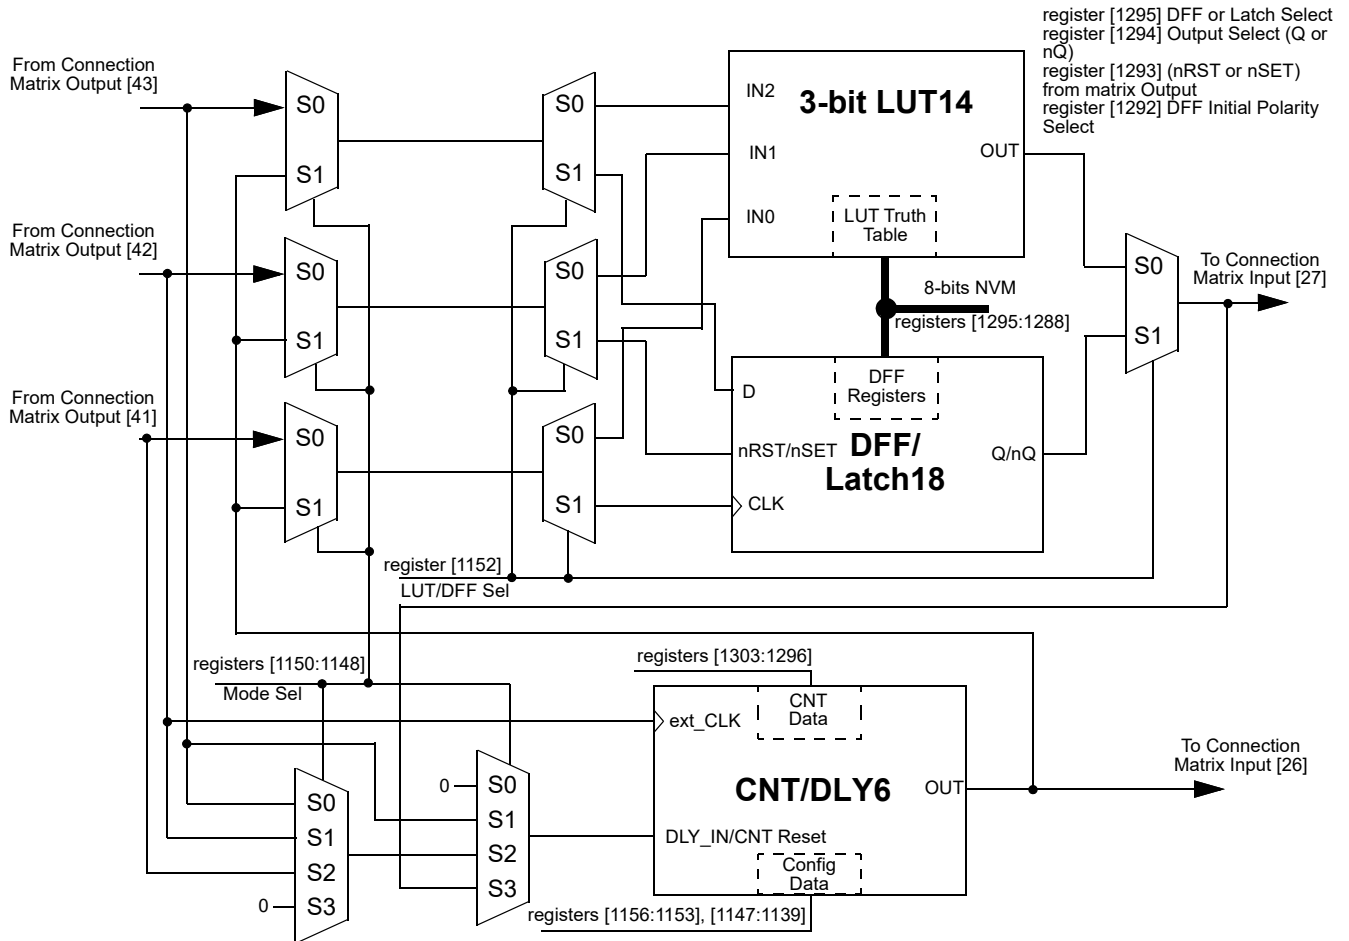 register [1295] DFF or Latch Select
register [1294] Output Select (Q or
nQ)
register [1293] (nRST or nSET)
from matrix Output
register [1292] DFF Initial Polarity
Select
From Connection
Matrix Output [43]
S0
S1
S0
S1
IN2
3-bit LUT14
IN1
OUT
IN0
LUT Truth
Table
From Connection
Matrix Output [42]
S0
S1
S0
S1
8-bits NVM
registers [1295:1288]
S0
S1
To Connection
Matrix Input [27]
From Connection
Matrix Output [41]
S0
S1
S0
S1
DFF
Registers
D
nRST/nSET
DFF/
Latch18
Q/nQ
CLK
register [1152]
LUT/DFF Sel
registers [1150:1148]
Mode Sel
registers [1303:1296]
CNT
Data
ext_CLK
CNT/DLY6
OUT
To Connection
Matrix Input [26]
DLY_IN/CNT Reset
Config
Data
registers [1156:1153], [1147:1139]
0
S0
S1
S2
S3
S0
S1
S2
0
S3